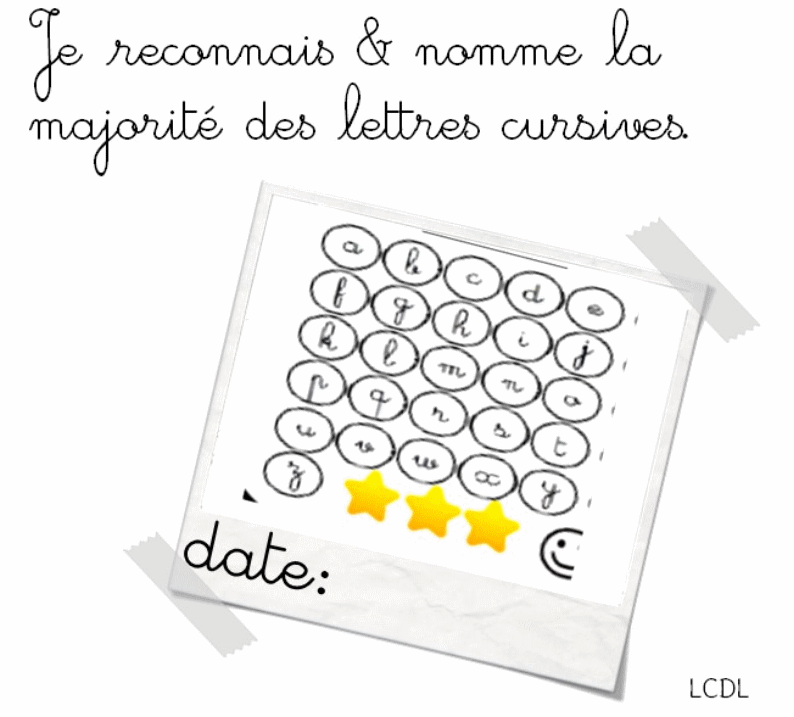 Je reconnais & nomme la
majorité des lettres cursives.
a b c d e
f g h i j
k l m n o
p q r s t
u v w x y
z
date:
LCDL